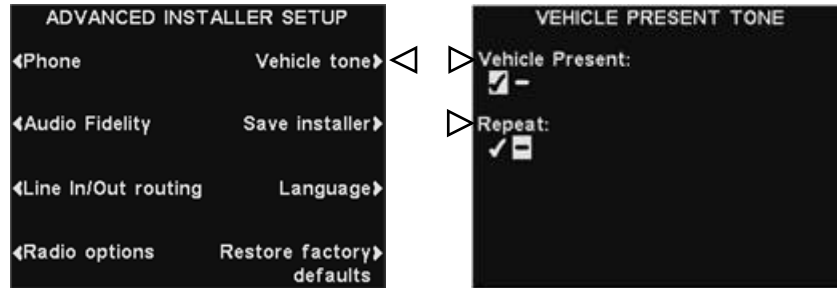 ADVANCED INSTALLER SETUP
Phone
Vehicle tone
Audio Fidelity
Save installer
Line In/Out routing
Language
Radio options
Restore factory
defaults
VEHICLE PRESENT TONE
Vehicle Present:
✓ –
Repeat:
✓ –